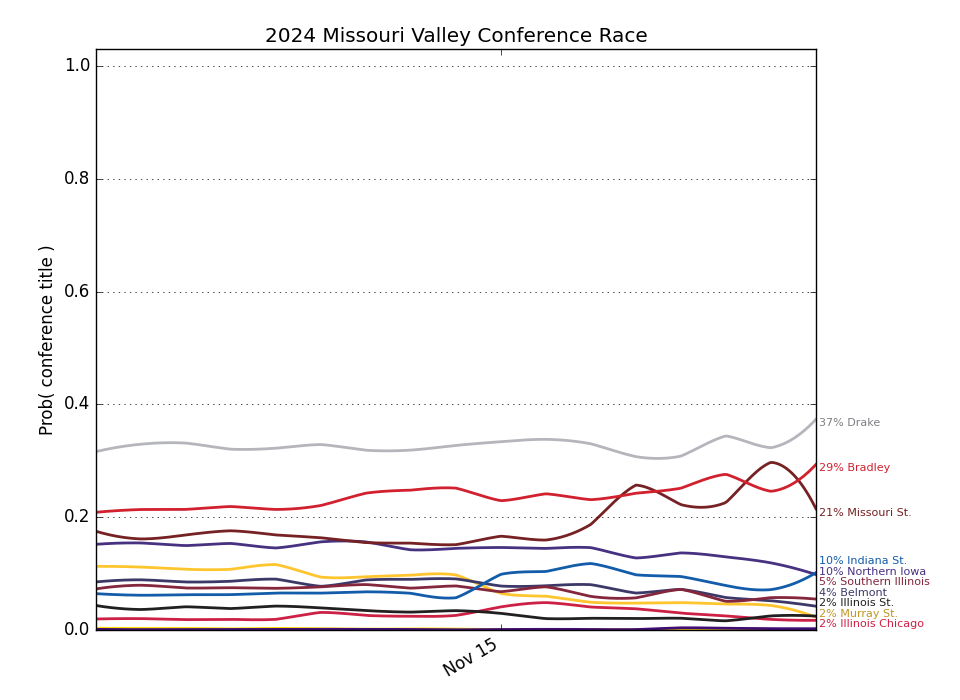 2024 Missouri Valley Conference Race
Prob( conference title )
1.0
0.8
0.6
0.4
0.2
0.0
Nov 15
37% Drake
29% Bradley
21% Missouri St.
10% Indiana St.
10% Northern Iowa
5% Southern Illinois
4% Belmont
2% Illinois St.
2% Murray St.
2% Illinois Chicago